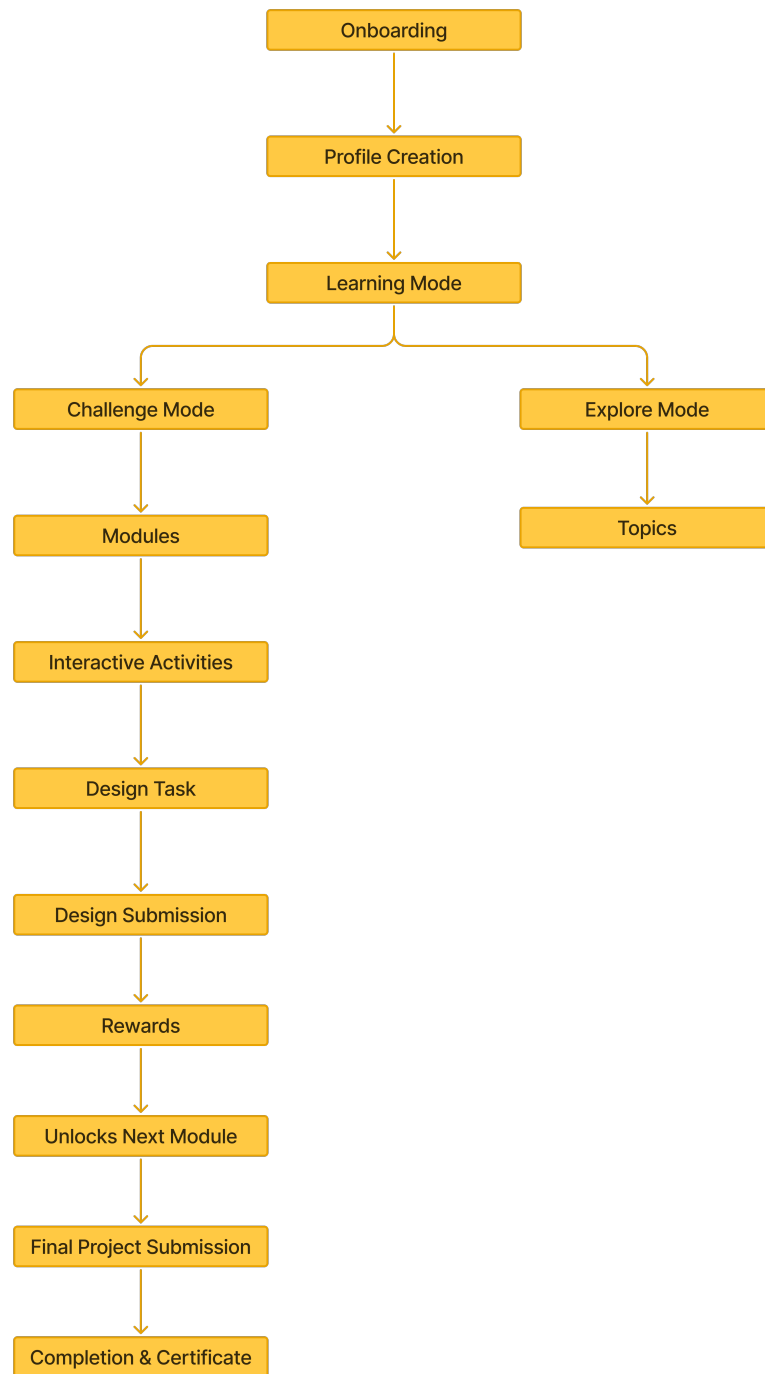 Onboarding
Profile Creation
Learning Mode
Challenge Mode
Explore Mode
Modules
Topics
Interactive Activities
Design Task
Design Submission
Rewards
Unlocks Next Module
Final Project Submission
Completion & Certificate